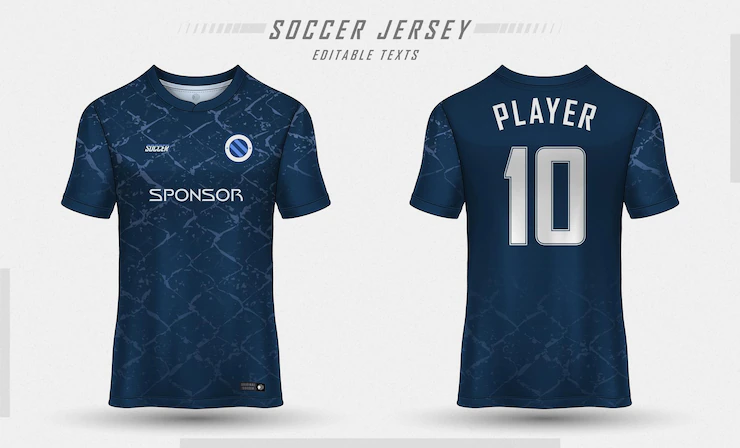 SOCCER JERSEY
EDITABLE TEXTS
SOCCER
SPONSOR
PLAYER
10